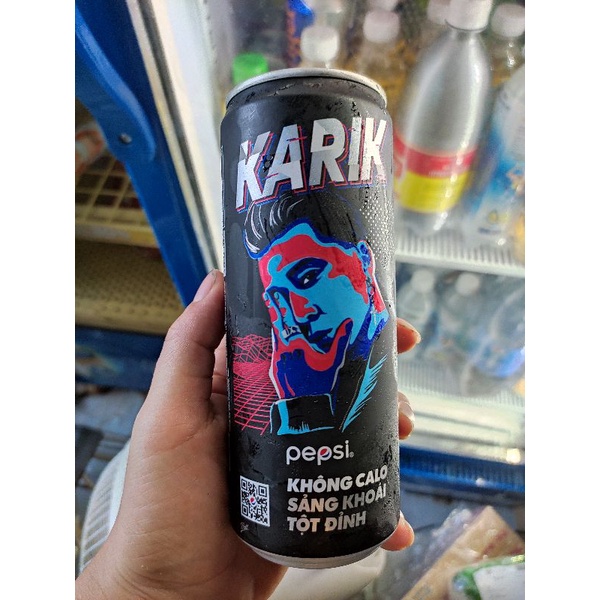 KARIK
pepsi
KHÔNG CALO
SẢNG KHOÁI
TỘT ĐỈNH